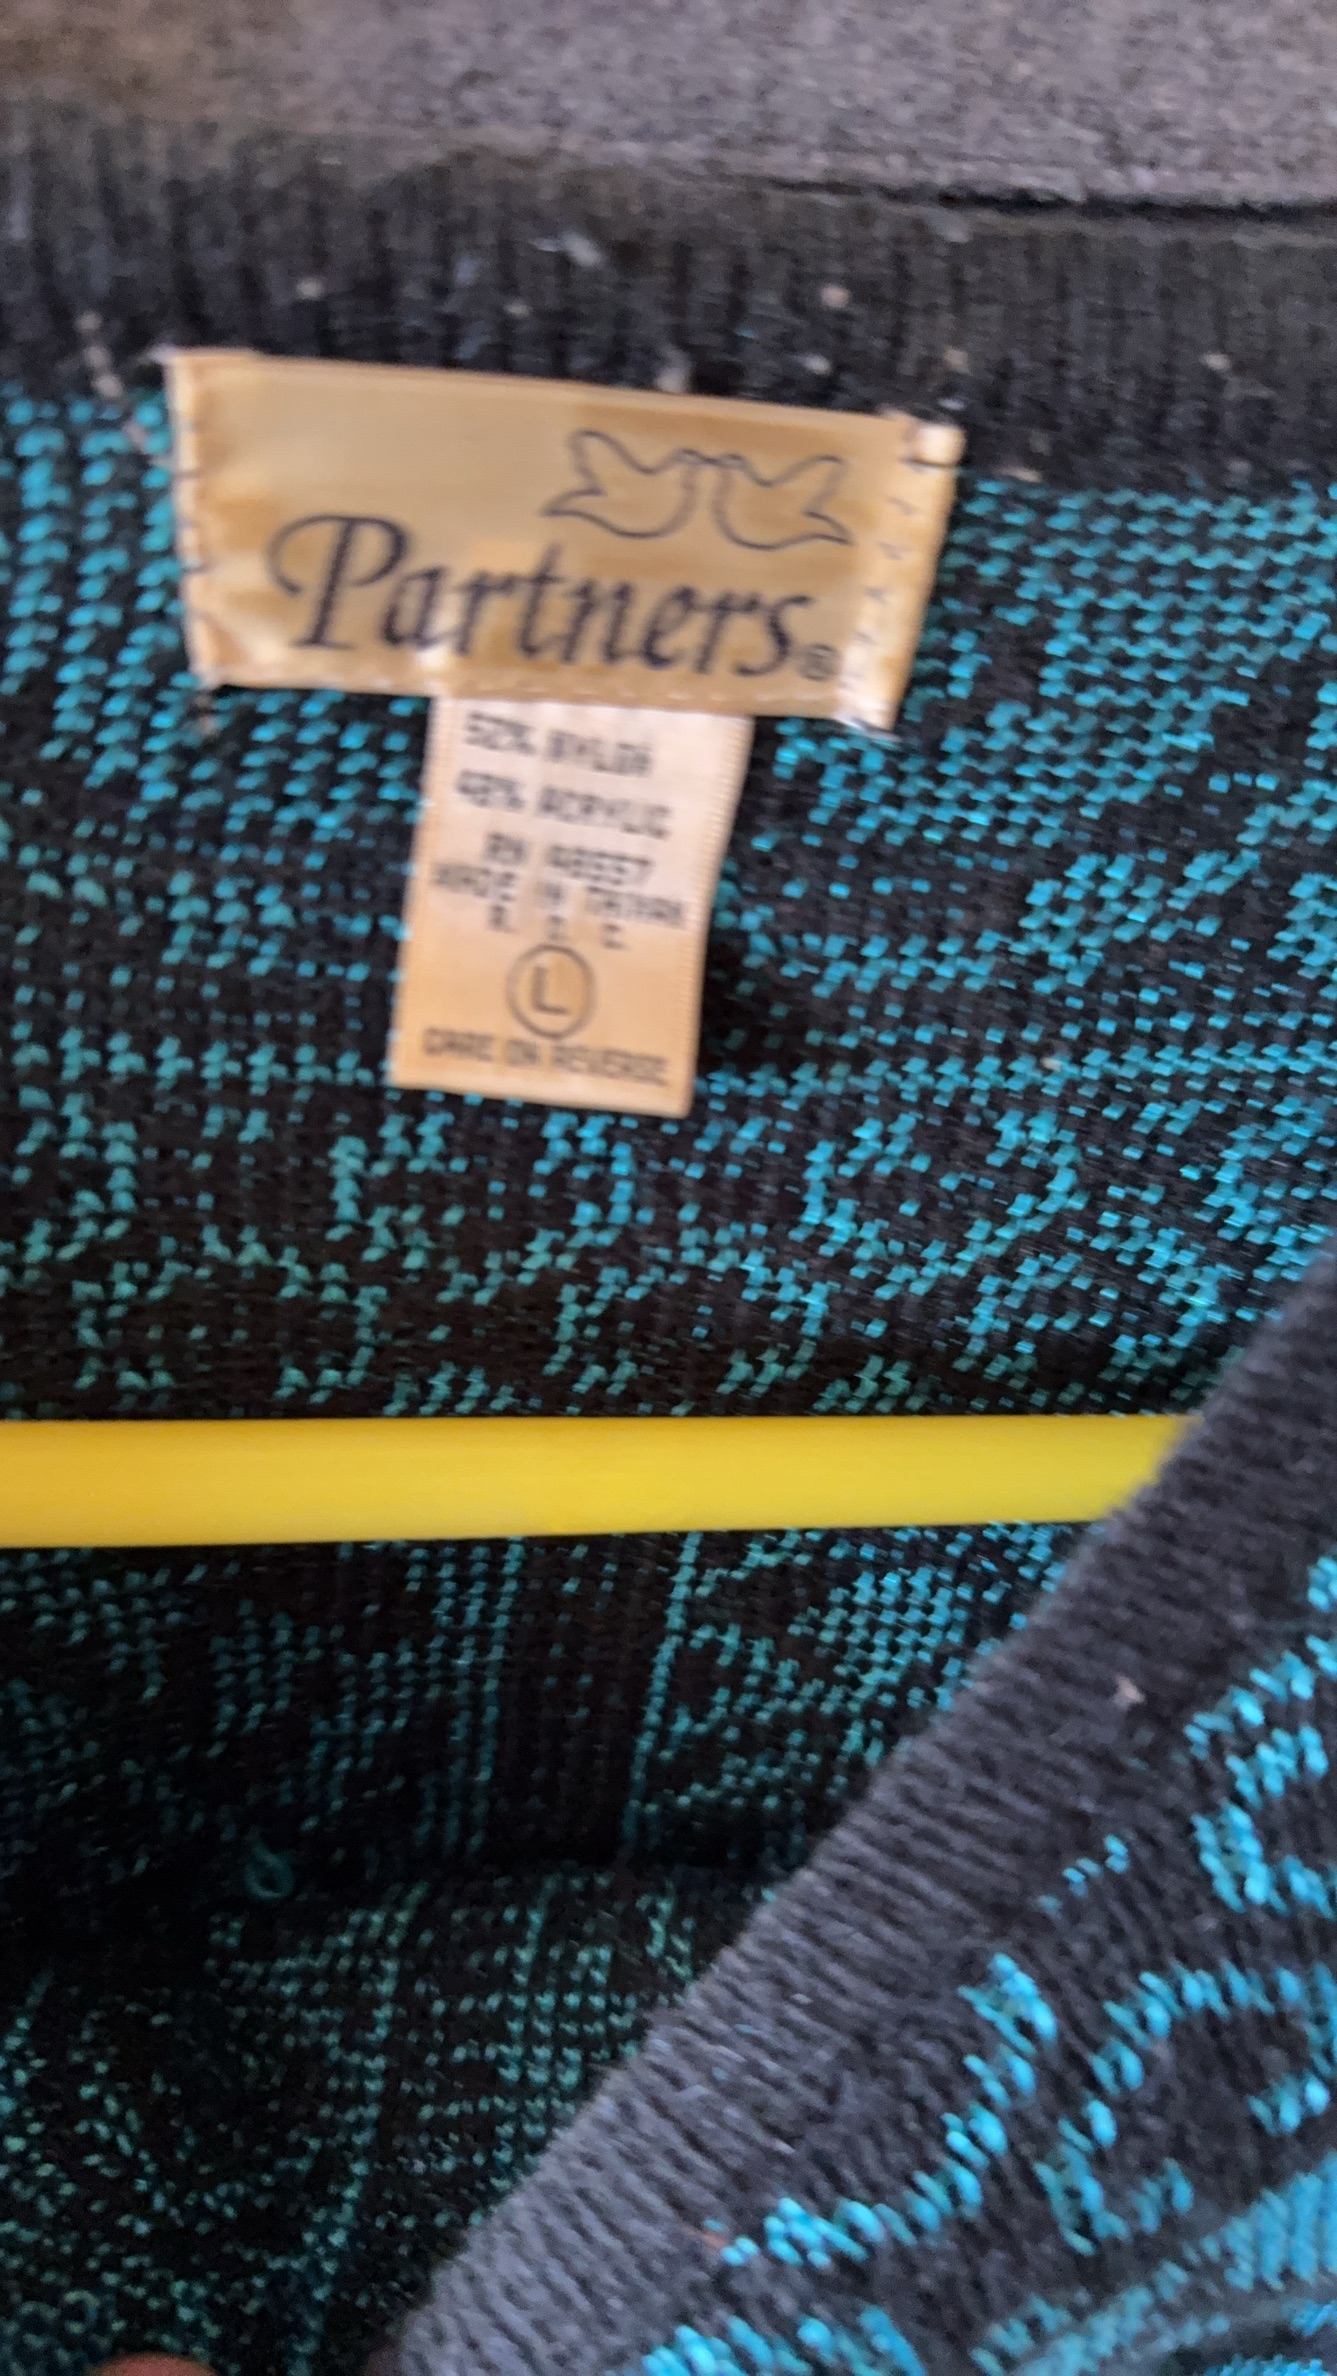 Partners®
52% NYLON
48% ACRYLIC
RN
MADE IN TAIWAN
R. O. C.
L
CARE ON REVERSE